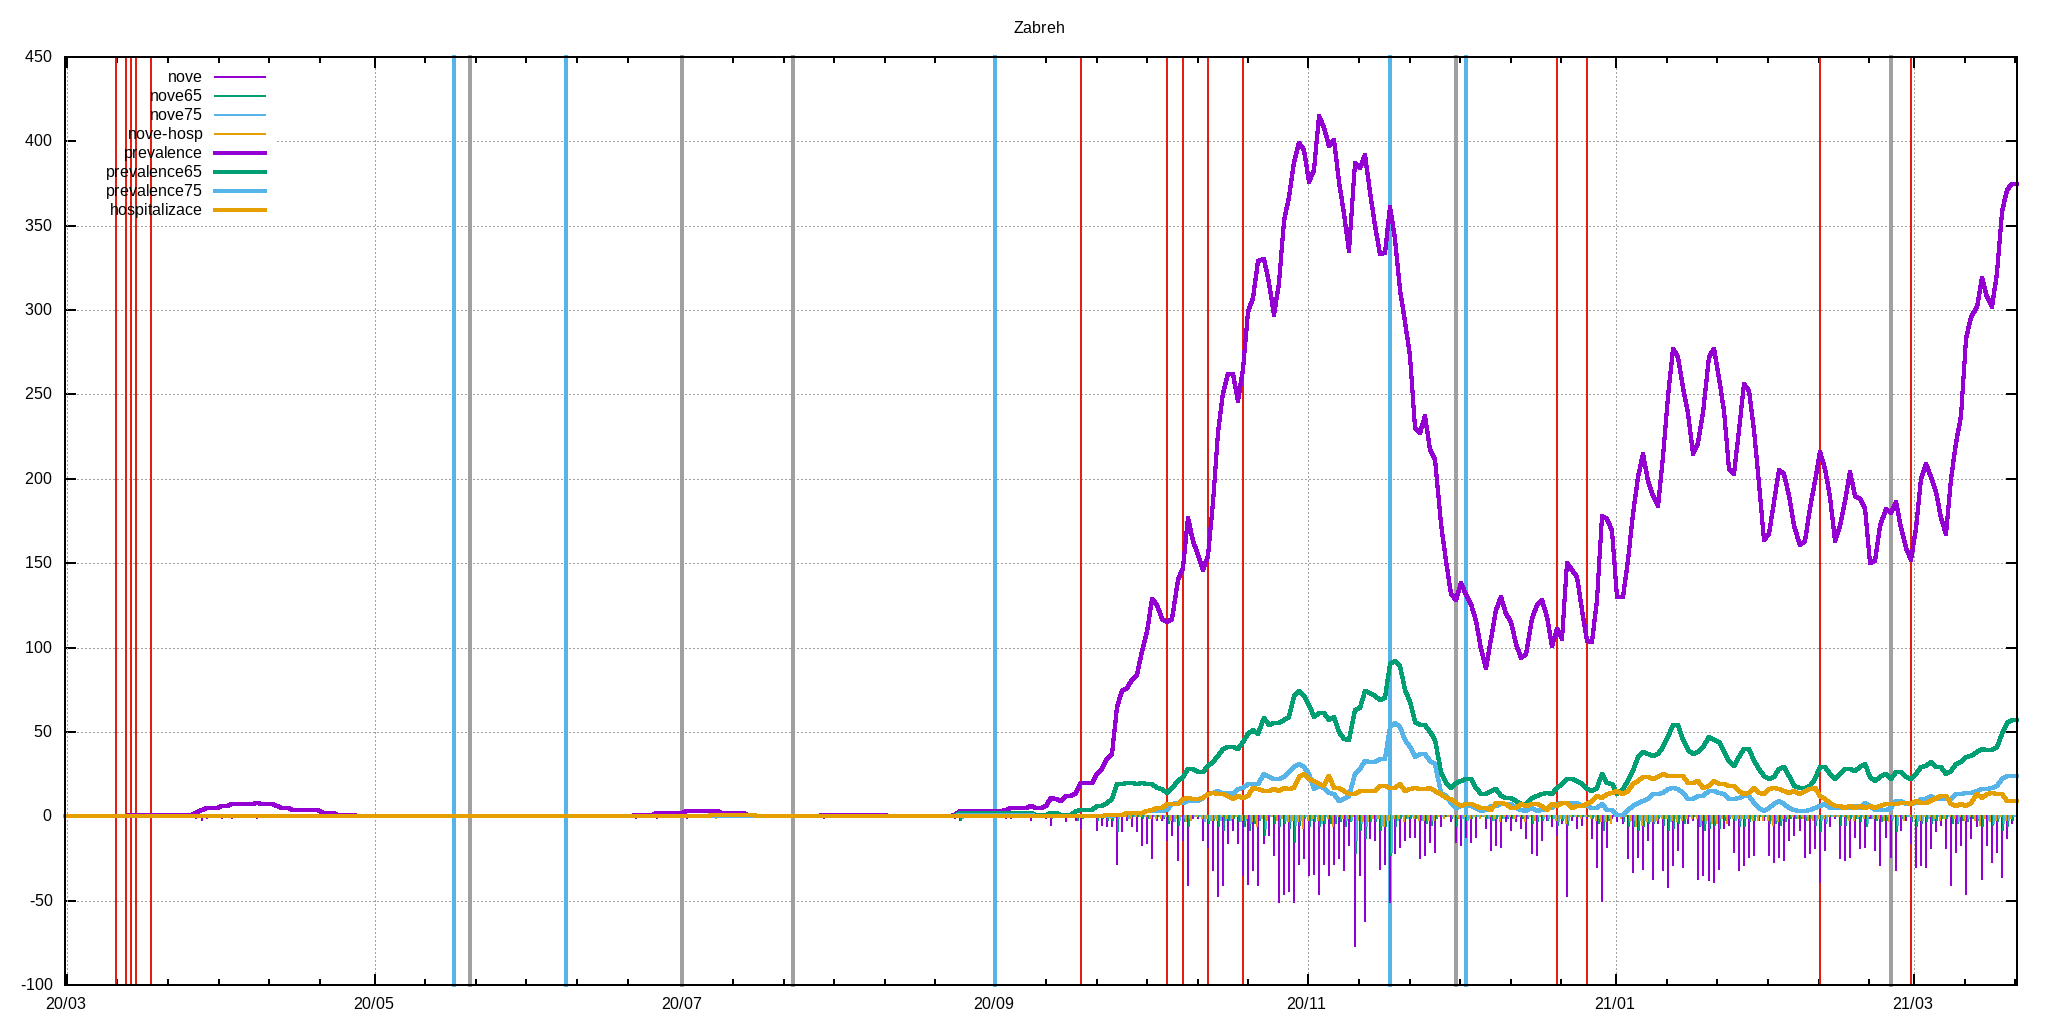 Zabreh
450
400
350
300
250
200
150
100
50
0
-50
-100
nove
nove65
nove75
nove-hosp
prevalence
prevalence65
prevalence75
hospitalizace
20/03 20/05 20/07 20/09 20/11 21/01 21/03